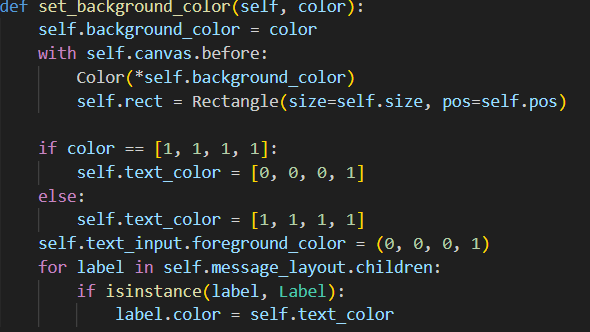 def set_background_color(self, color):
    self.background_color = color
    with self.canvas.before:
        Color(*self.background_color)
        self.rect = Rectangle(size=self.size, pos=self.pos)

    if color == [1, 1, 1, 1]:
        self.text_color = [0, 0, 0, 1]
    else:
        self.text_color = [1, 1, 1, 1]
    self.text_input.foreground_color = (0, 0, 0, 1)
    for label in self.message_layout.children:
        if isinstance(label, Label):
            label.color = self.text_color